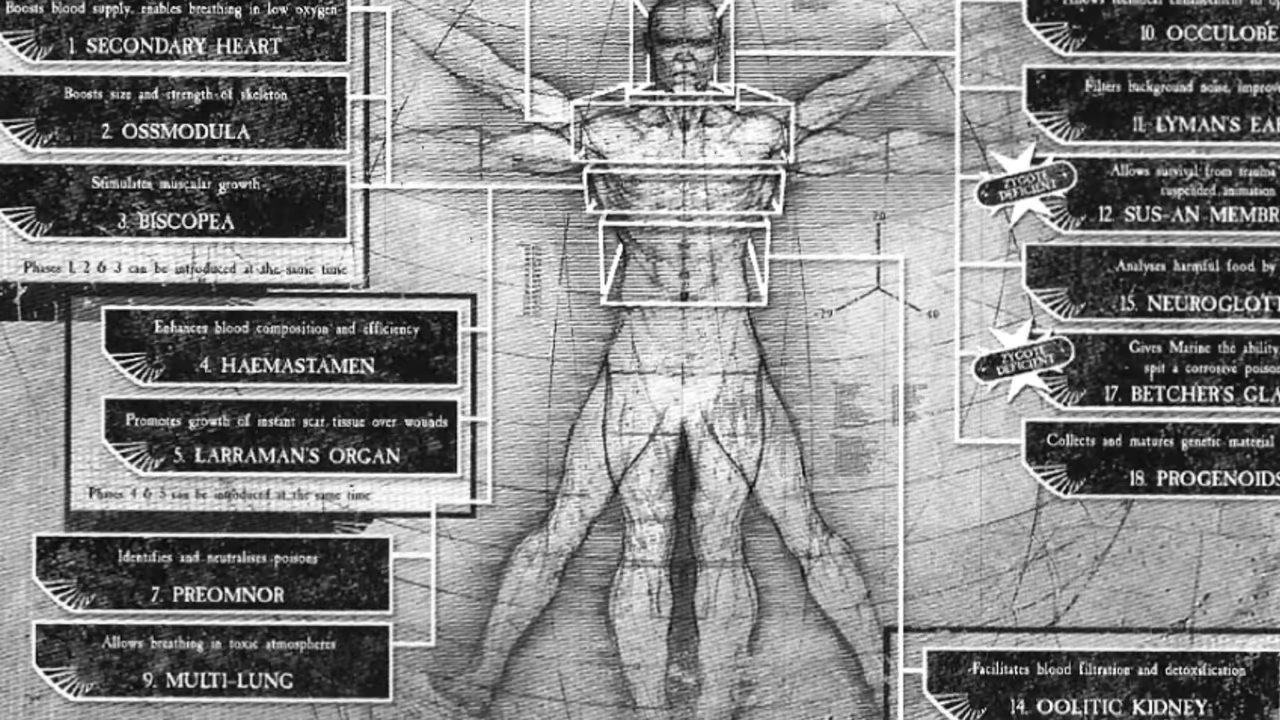 Boosts blood supply, enables breathing in low oxygen
1. SECONDARY HEART
Boosts size and strength of skeleton
2. OSSMODULA
Stimulates muscular growth
3. BISCOPEA
Phases 1, 2 & 3 can be introduced at the same time
Enhances blood composition and efficiency
4. HAEMASTAMEN
Promotes growth of instant scar tissue over wounds
5. LARRAMAN'S ORGAN
Phases 4 & 5 can be introduced at the same time
Identifies and neutralises poisons
7. PREOMNOR
Allows breathing in toxic atmospheres
9. MULTI-LUNG
10. OCCULOBE
Filters background noise, improv
11. LYMAN'S EA
ZYGOTE
DEFICIENT
Allows survival from trauma
suspended animation
12. SUS-AN MEMBR
Analyses harmful food by
15. NEUROGLOTT
ZYGOTE
DEFICIENT
Gives Marine the ability
spit a corrosive poiso
17. BETCHER'S GLA
Collects and matures genetic material
18. PROGENOIDS
Facilitates blood filtration and detoxification
14. OOLITIC KIDNEY